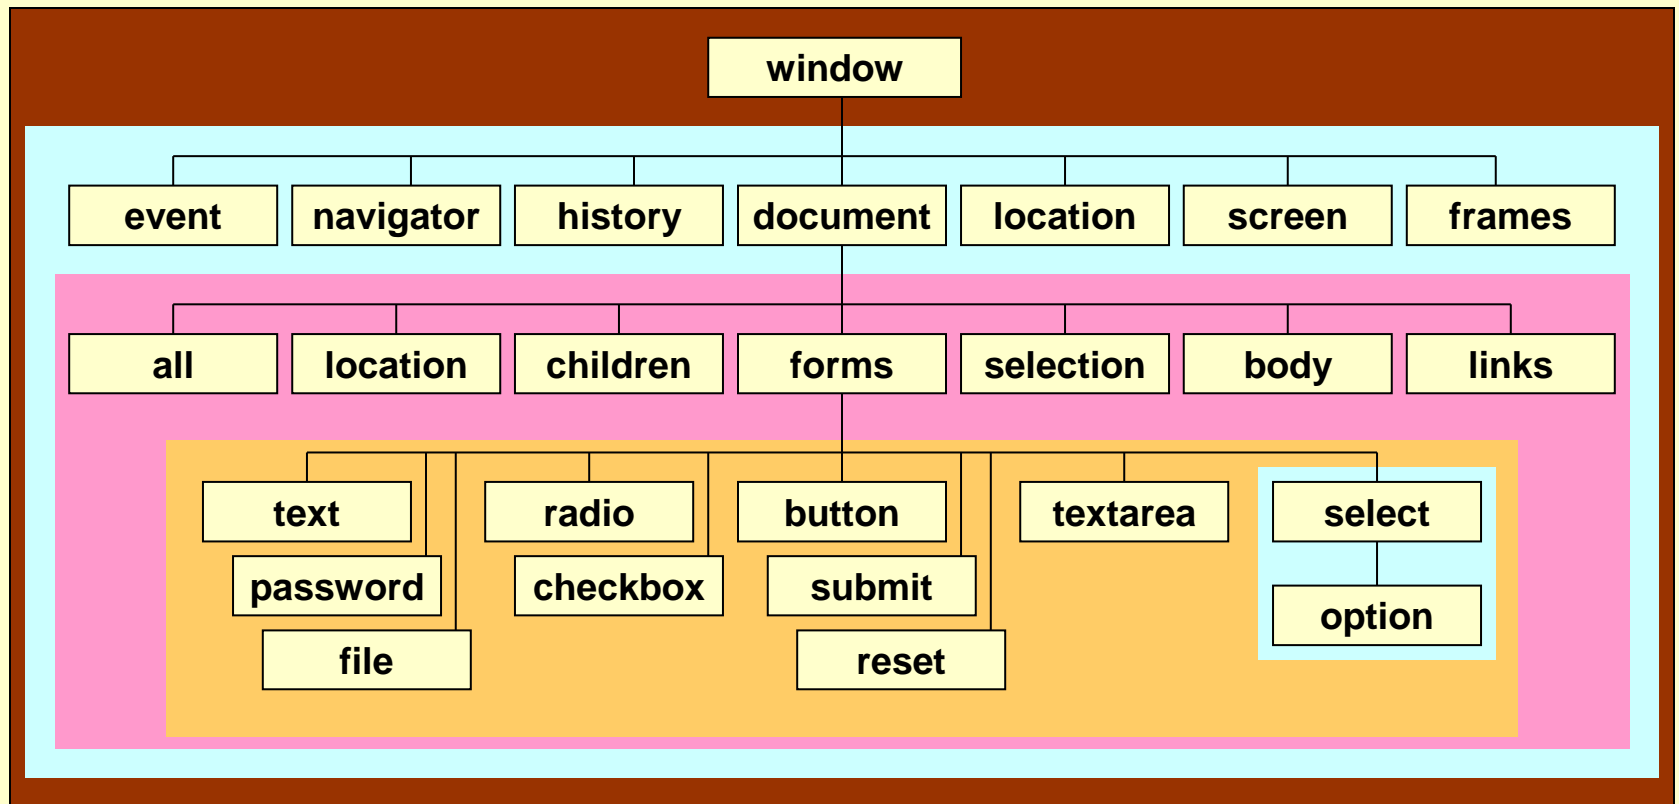 window
event
navigator
history
document
location
screen
frames
all
location
children
forms
selection
body
links
text
radio
button
textarea
select
password
checkbox
submit
option
file
reset